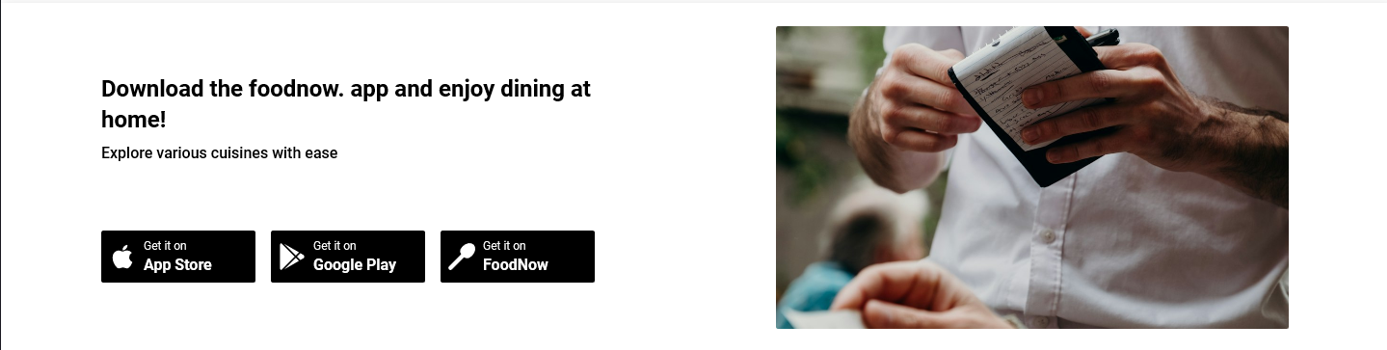 Download the foodnow. app and enjoy dining at
home!
Explore various cuisines with ease
Get it on
App Store
Get it on
Google Play
Get it on
FoodNow